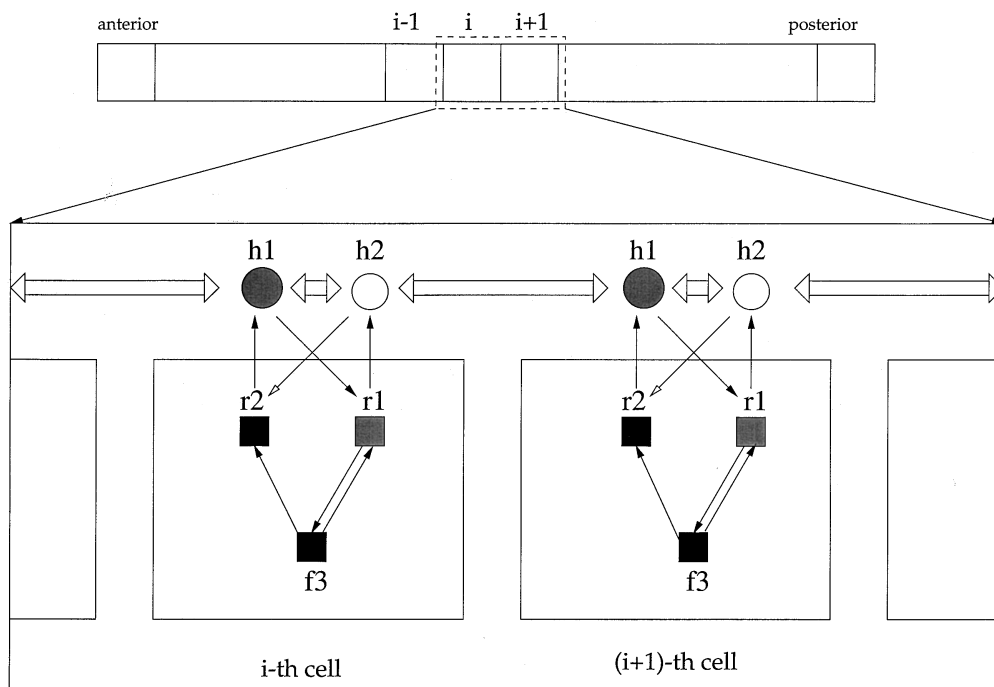 anterior i-1 i i+1 posterior
h1 h2 h1 h2
r2 r1 r2 r1
f3 f3
i-th cell (i+1)-th cell